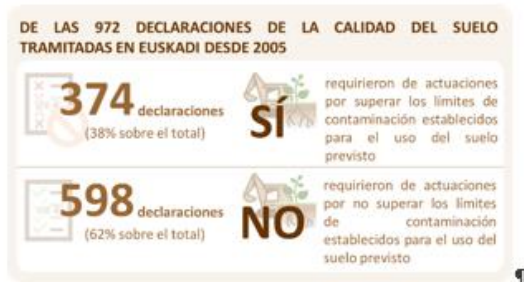 DE LAS 972 DECLARACIONES DE LA CALIDAD DEL SUELO
TRAMITADAS EN EUSKADI DESDE 2005
374 declaraciones
(38% sobre el total)
SÍ
requirieron de actuaciones
por superar los límites de
contaminación establecidos
para el uso del suelo
previsto
598 declaraciones
(62% sobre el total)
NO
requirieron de actuaciones
por no superar los límites
de contaminación
establecidos para el uso del
suelo previsto
¶